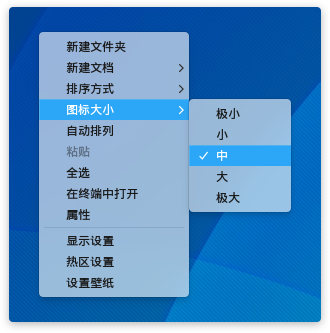 新建文件夹
新建文档
排序方式
图标大小
自动排列
粘贴
全选
在终端中打开
属性
显示设置
热区设置
设置壁纸
极小
小
中
大
极大